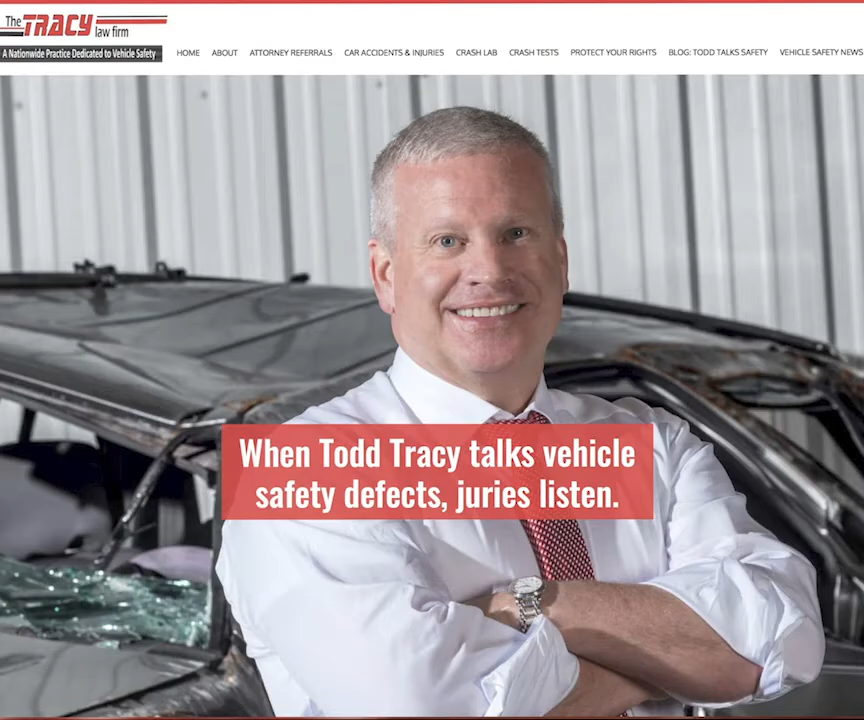 The TRACY law firm
A Nationwide Practice Dedicated to Vehicle Safety
HOME ABOUT ATTORNEY REFERRALS CAR ACCIDENTS & INJURIES CRASH LAB CRASH TESTS PROTECT YOUR RIGHTS BLOG: TODD TALKS SAFETY VEHICLE SAFETY NEWS
When Todd Tracy talks vehicle
safety defects, juries listen.